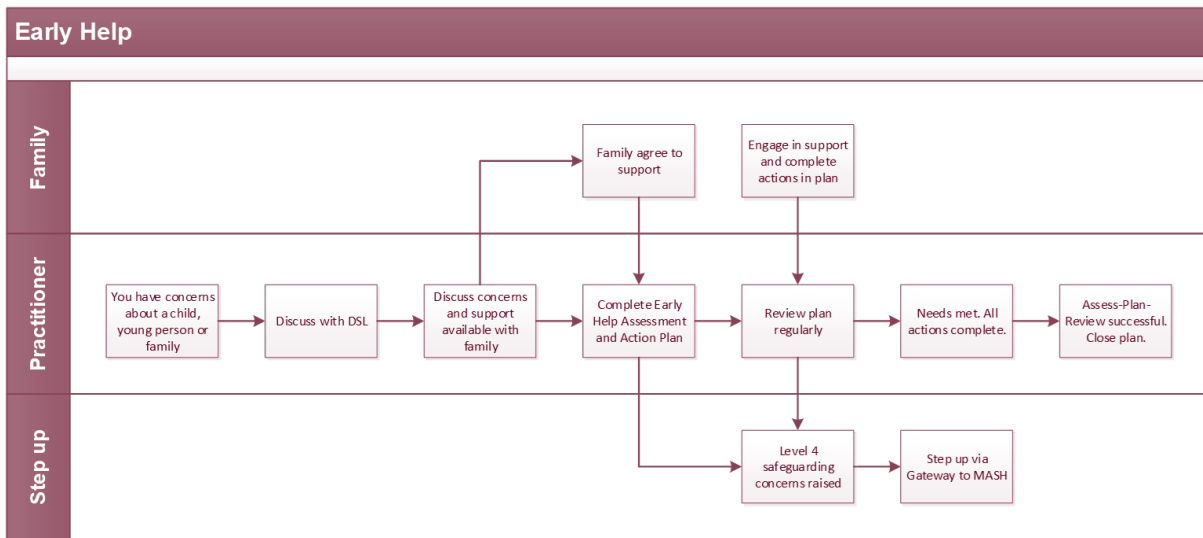 Early Help
Family
Family agree to
support
Engage in support
and complete
actions in plan
Practitioner
You have concerns
about a child,
young person or
family
Discuss with DSL
Discuss concerns
and support
available with
family
Complete Early
Help Assessment
and Action Plan
Review plan
regularly
Needs met. All
actions complete.
Assess-Plan-
Review successful.
Close plan.
Step up
Level 4
safeguarding
concerns raised
Step up via
Gateway to MASH